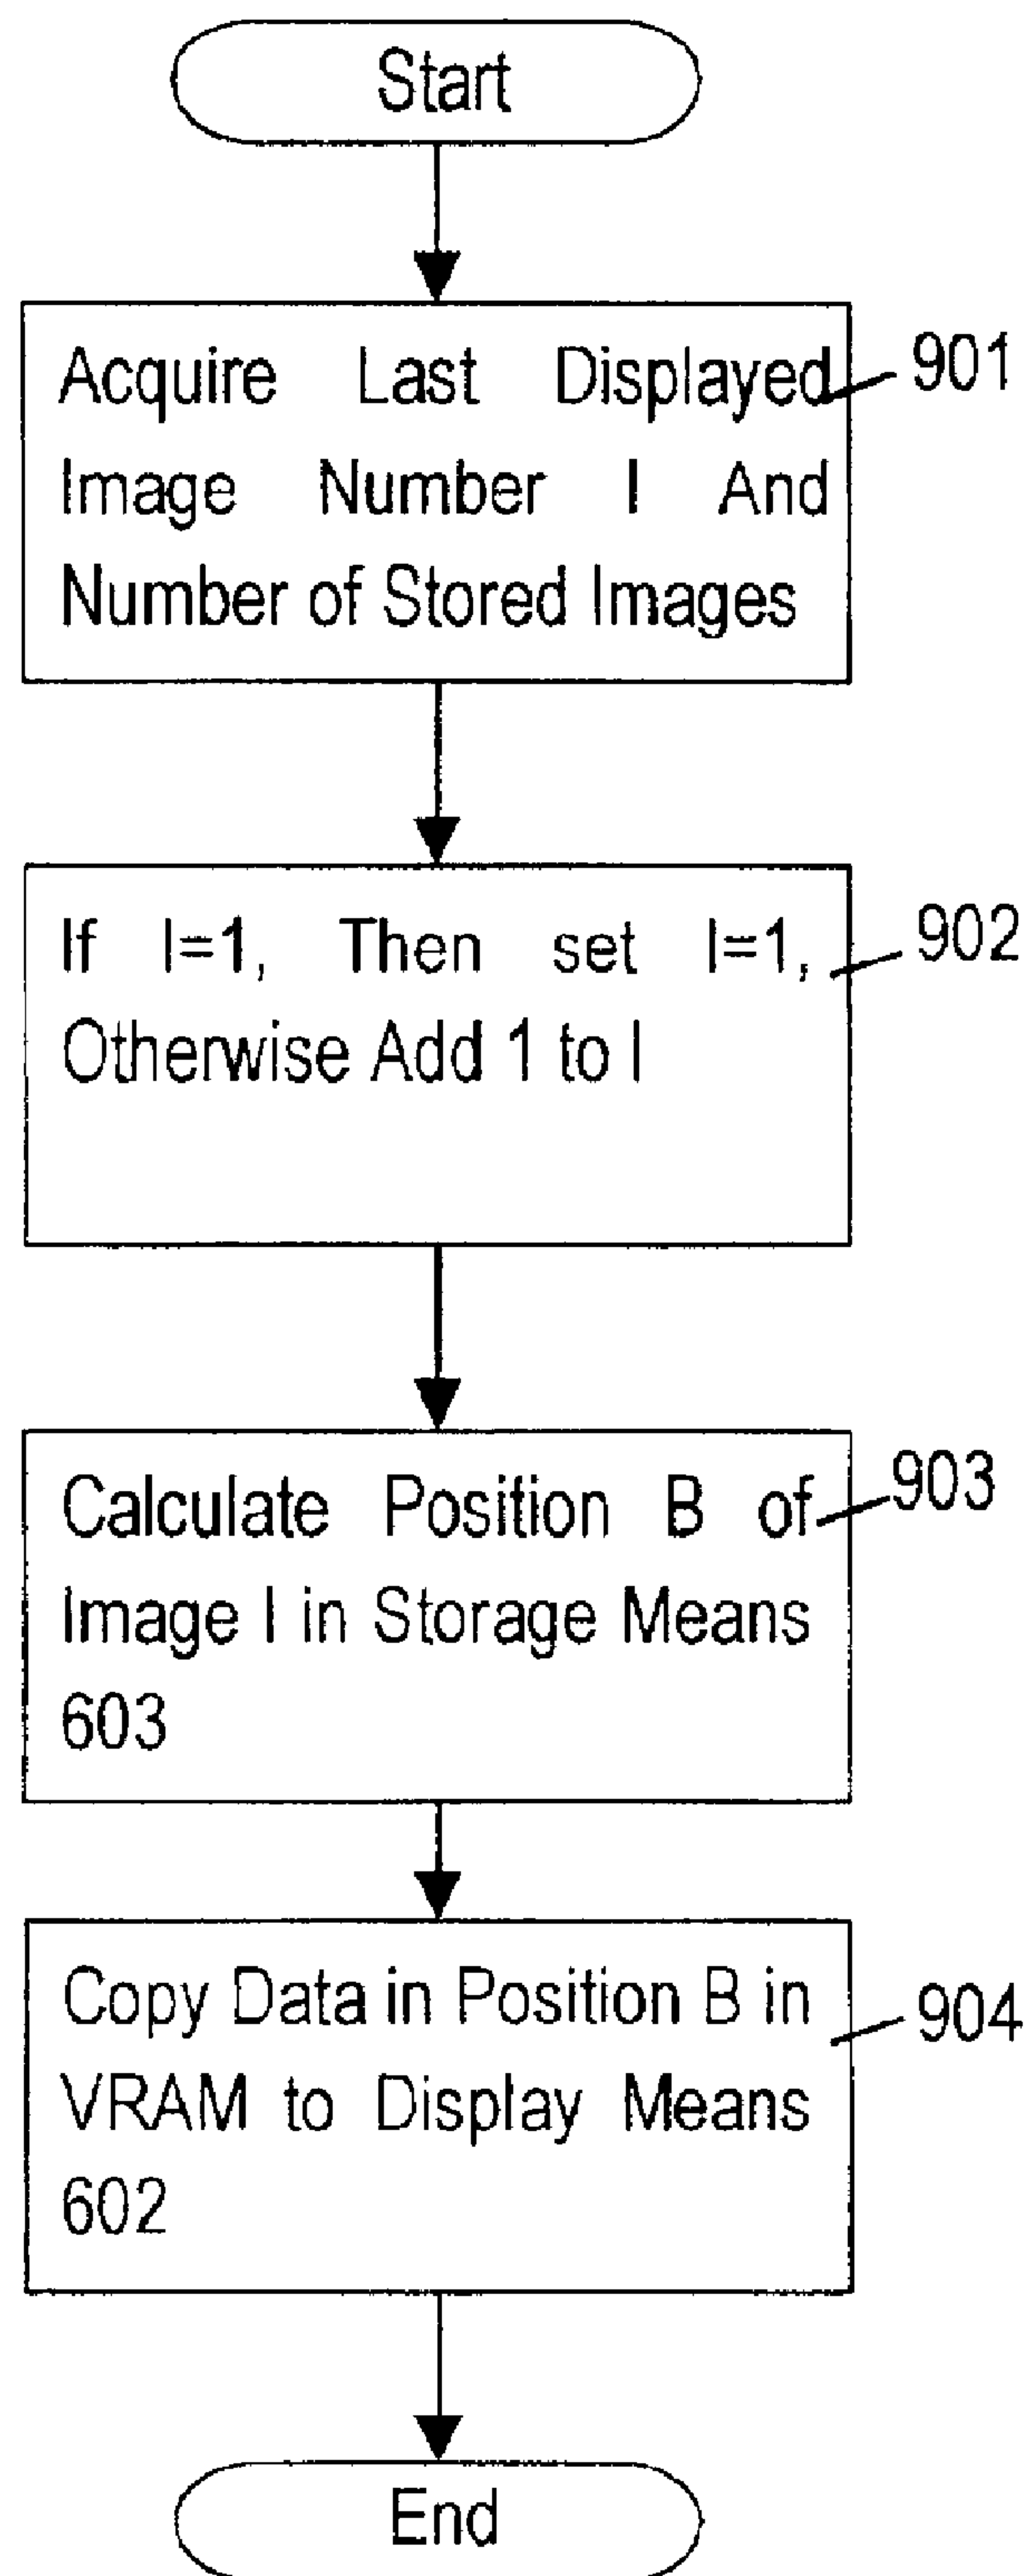 Start
Acquire Last Displayed
Image Number I And
Number of Stored Images
901
If I=1, Then set I=1,
Otherwise Add 1 to I
902
Calculate Position B of
Image I in Storage Means
603
903
Copy Data in Position B in
VRAM to Display Means
602
904
End